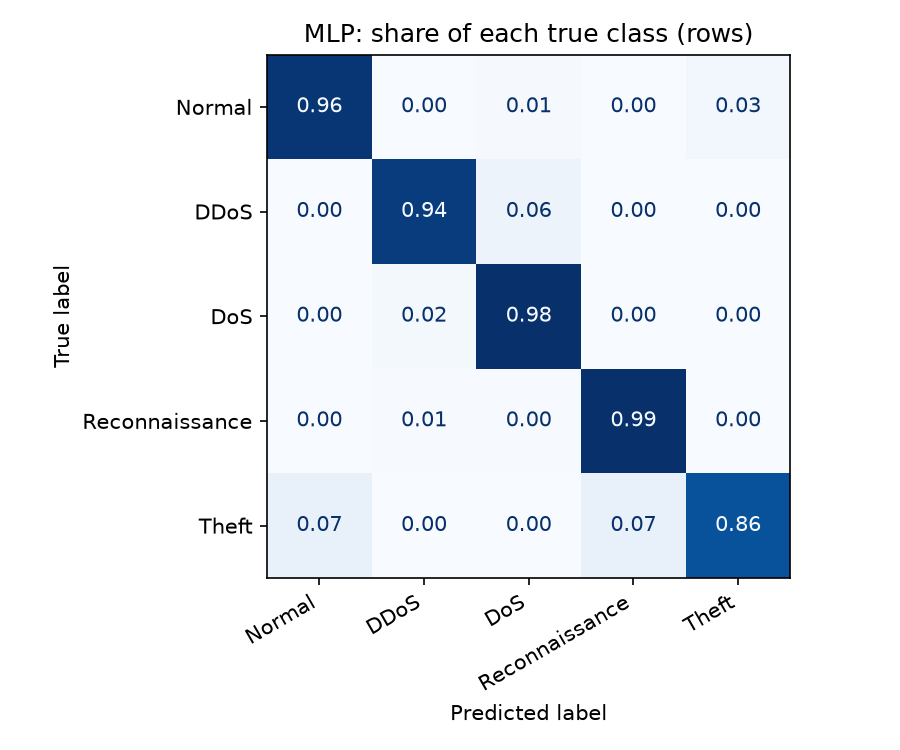 MLP: share of each true class (rows)
True label
Normal 0.96 0.00 0.01 0.00 0.03
DDoS 0.00 0.94 0.06 0.00 0.00
DoS 0.00 0.02 0.98 0.00 0.00
Reconnaissance 0.00 0.01 0.00 0.99 0.00
Theft 0.07 0.00 0.00 0.07 0.86
Normal DDoS DoS Reconnaissance Theft
Predicted label